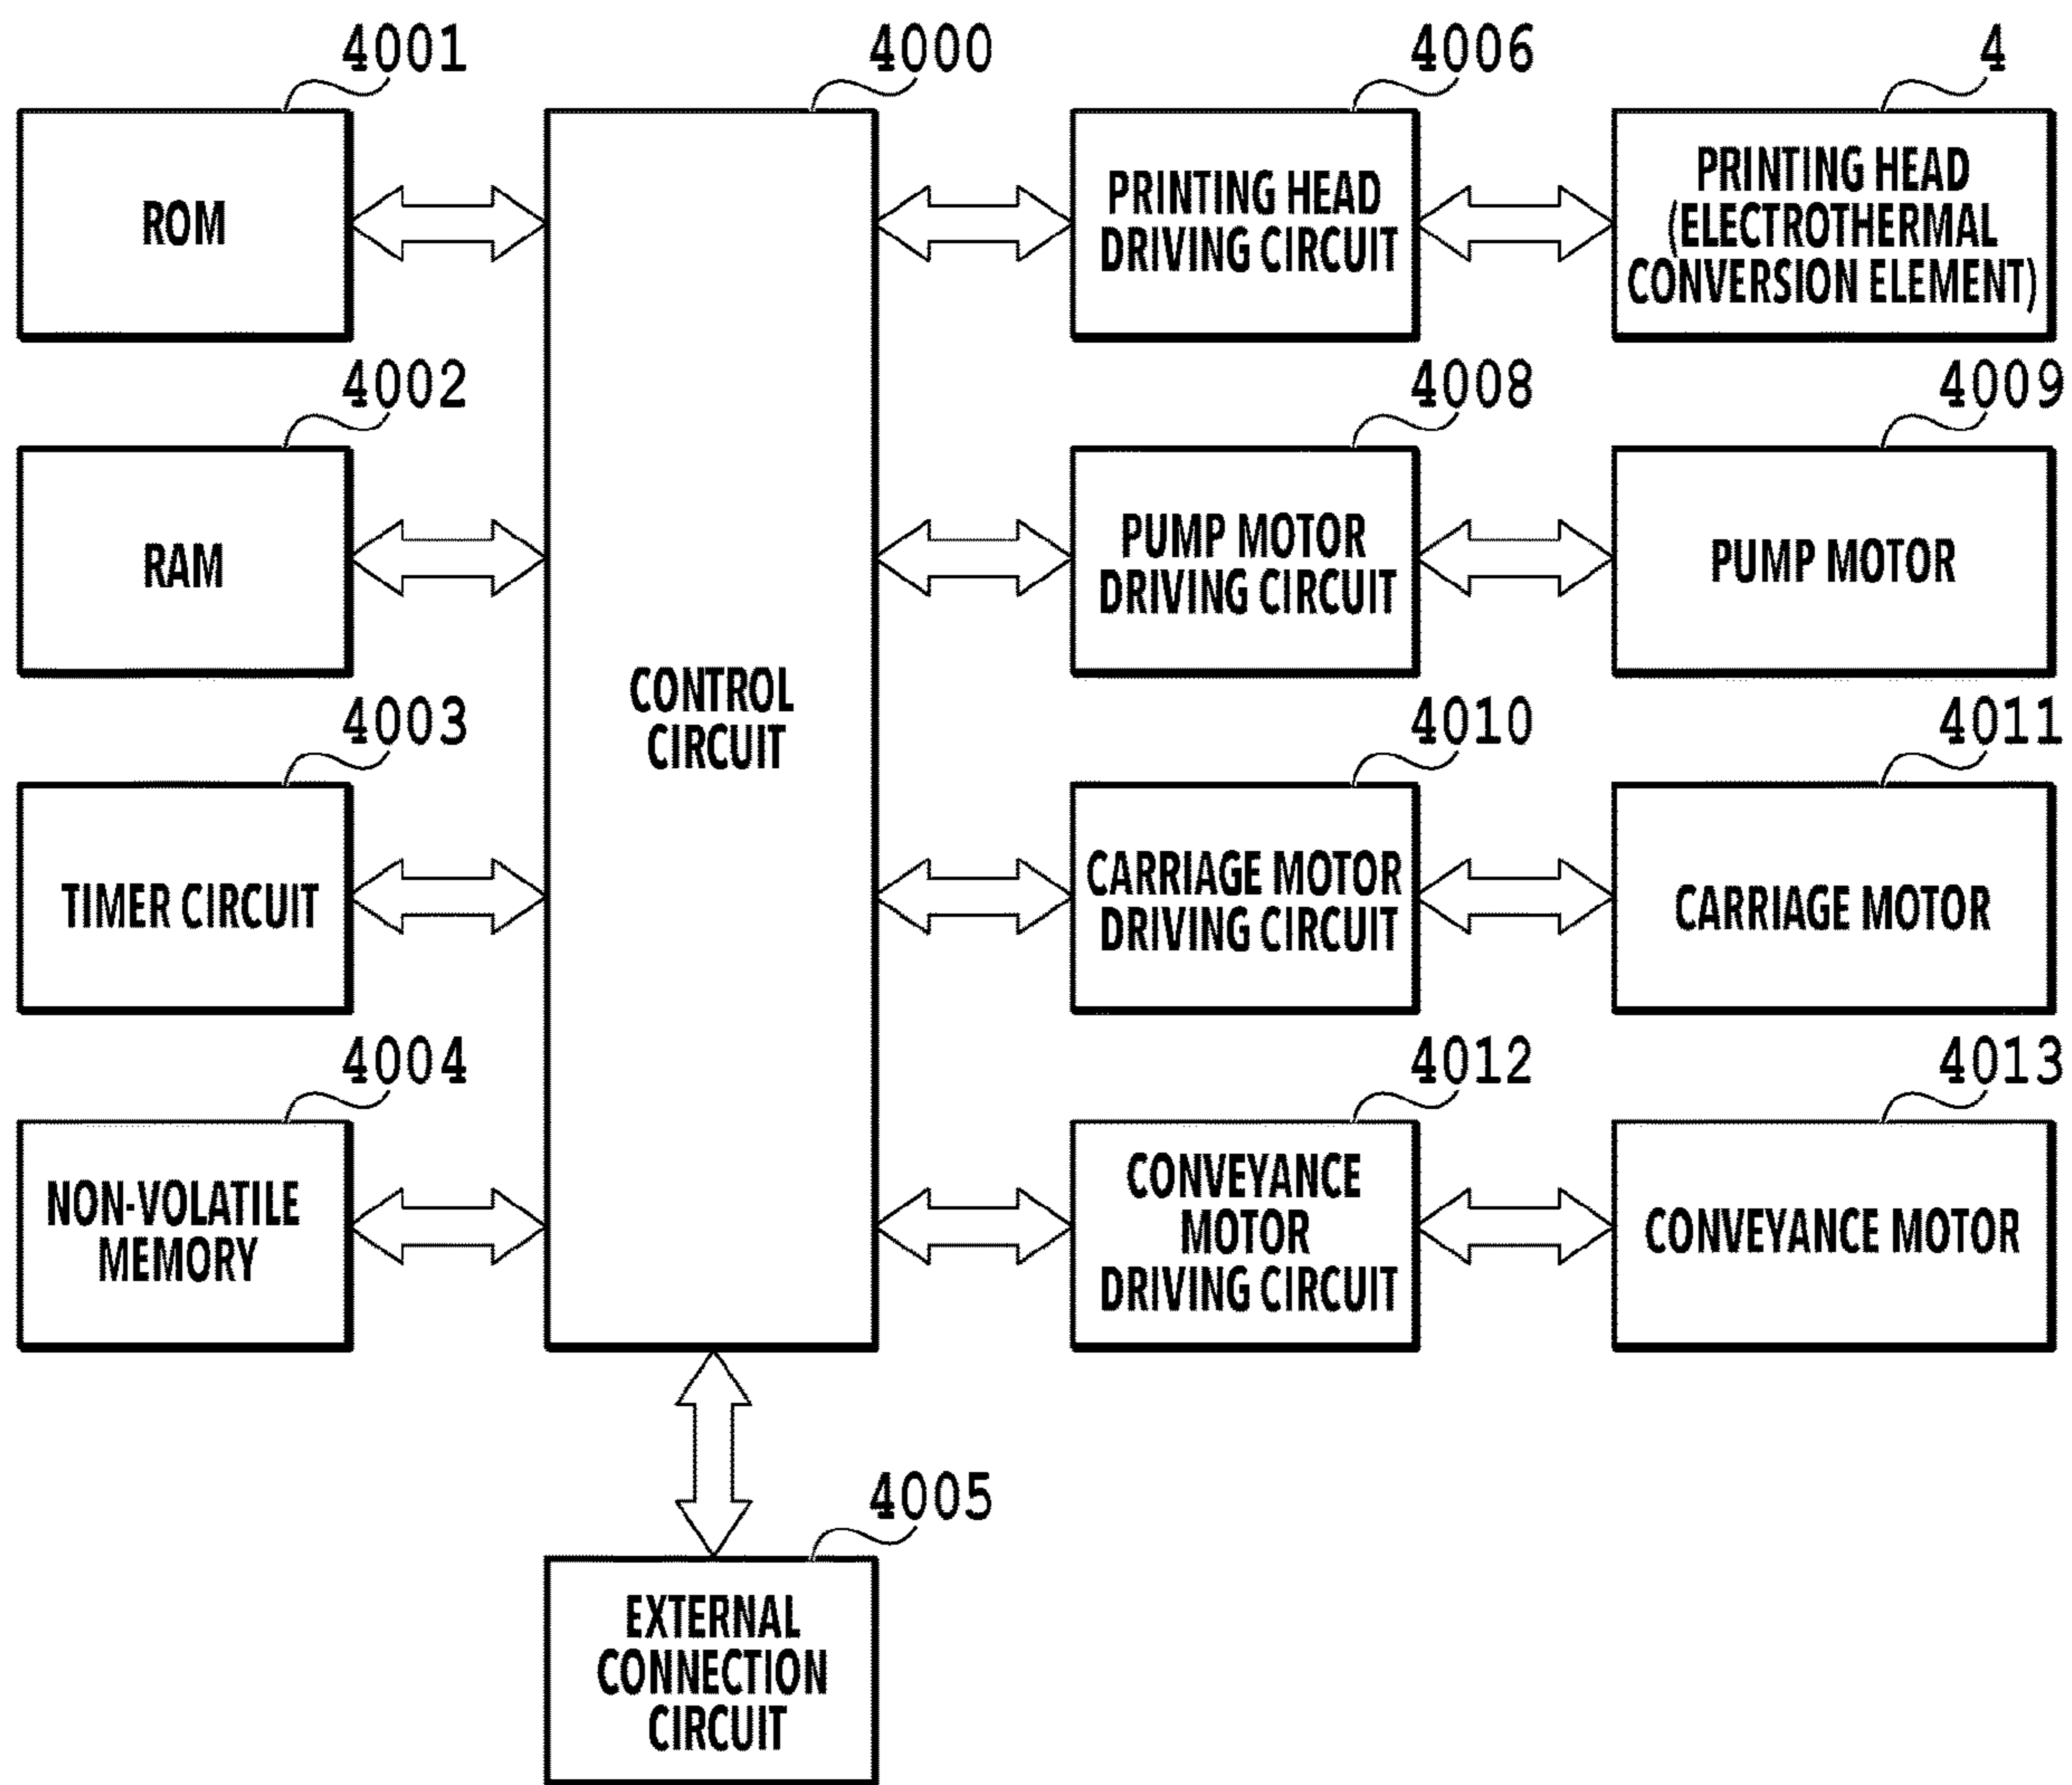 4001
4000
4006
4
ROM
PRINTING HEAD
DRIVING CIRCUIT
PRINTING HEAD
(ELECTROTHERMAL
CONVERSION ELEMENT)
4002
4008
4009
RAM
PUMP MOTOR
DRIVING CIRCUIT
PUMP MOTOR
CONTROL
CIRCUIT
4003
4010
4011
TIMER CIRCUIT
CARRIAGE MOTOR
DRIVING CIRCUIT
CARRIAGE MOTOR
4004
4012
4013
NON-VOLATILE
MEMORY
CONVEYANCE
MOTOR
DRIVING CIRCUIT
CONVEYANCE MOTOR
4005
EXTERNAL
CONNECTION
CIRCUIT